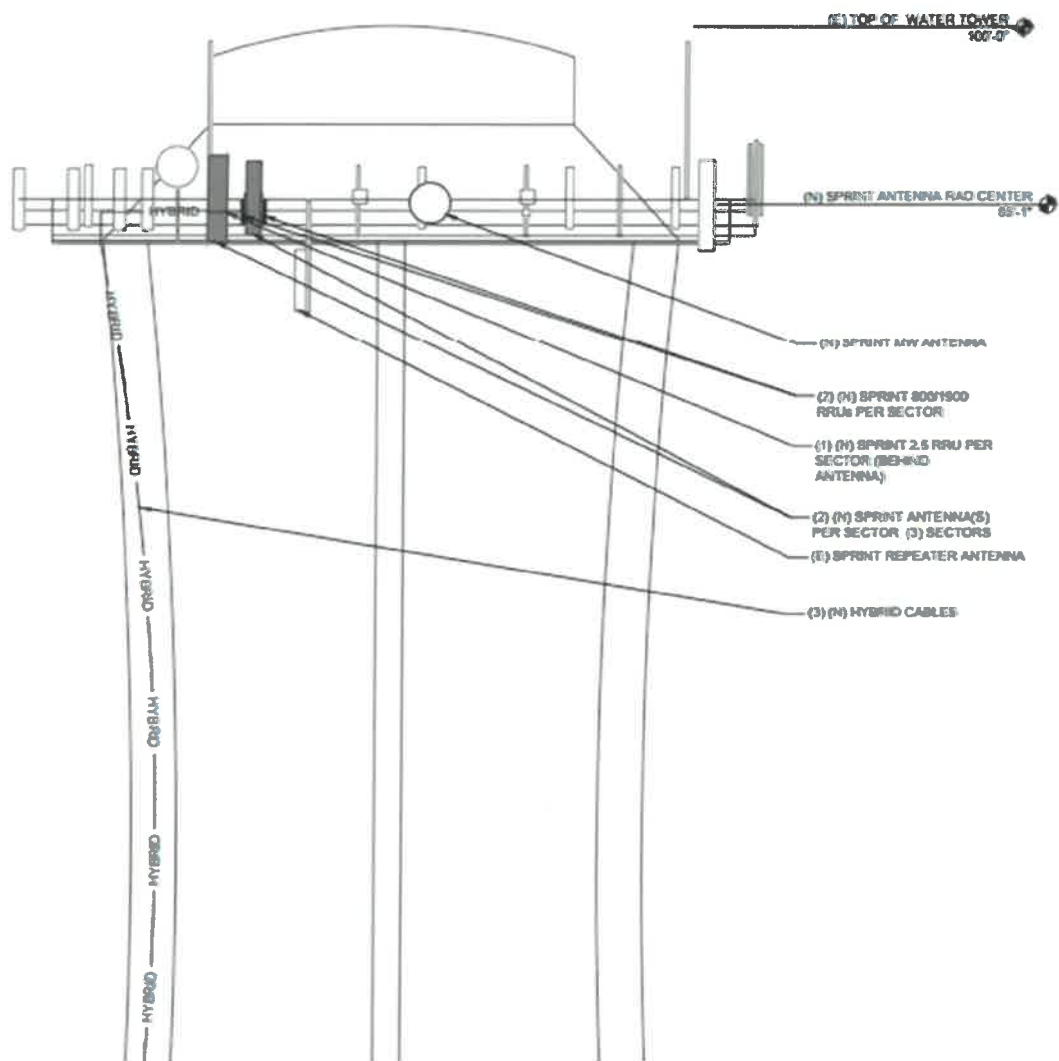 (E) TOP OF WATER TOWER
100'-0"
(N) SPRINT ANTENNA RAD CENTER
85'-1"
HYBRID
(N) SPRINT MW ANTENNA
HYBRID
(2) (N) SPRINT 800/1900
RRUs PER SECTOR
(1) (N) SPRINT 2.5 RRU PER
SECTOR (BEHIND
ANTENNA)
HYBRID
(2) (N) SPRINT ANTENNA(S)
PER SECTOR (3) SECTORS
(E) SPRINT REPEATER ANTENNA
HYBRID
(3) (N) HYBRID CABLES
HYBRID
HYBRID
HYBRID